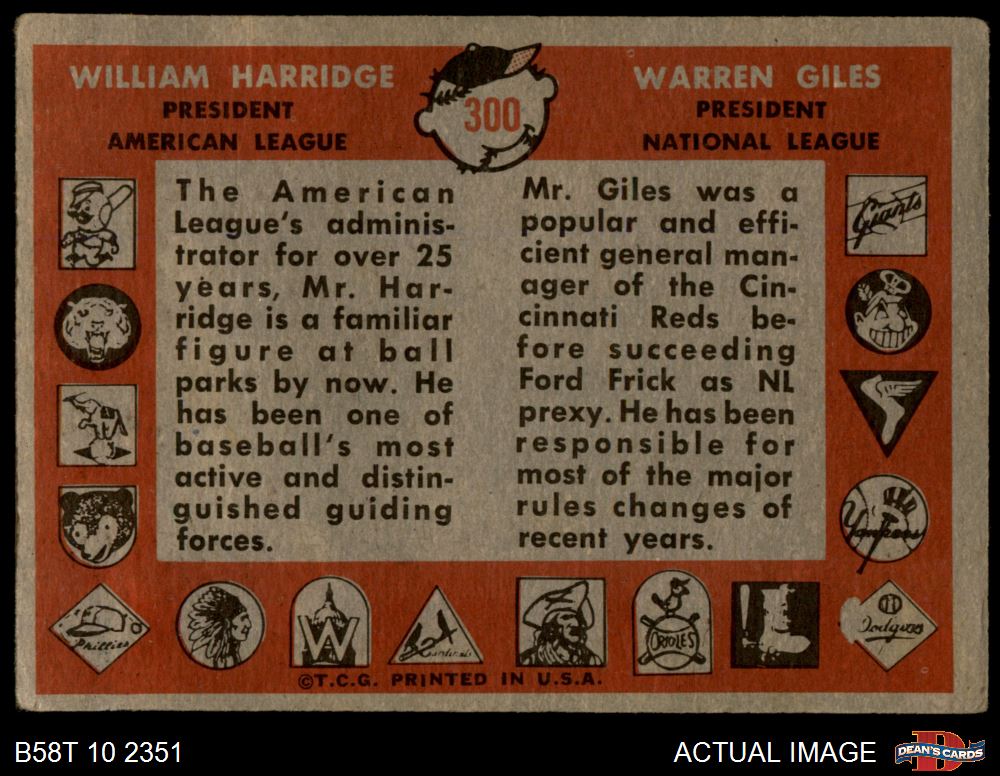 WILLIAM HARRIDGE
PRESIDENT
AMERICAN LEAGUE
300
WARREN GILES
PRESIDENT
NATIONAL LEAGUE
The American
League's adminis-
trator for over 25
years, Mr. Har-
ridge is a familiar
figure at ball
parks by now. He
has been one of
baseball's most
active and distin-
guished guiding
forces.
Mr. Giles was a
popular and effi-
cient general man-
ager of the Cin-
cinnati Reds be-
fore succeeding
Ford Frick as NL
prexy. He has been
responsible for
most of the major
rules changes of
recent years.
Giants
Yankees
Phillies
W
Cardinals
ORIOLES
Dodgers
©T.C.G. PRINTED IN U.S.A.
B58T 10 2351
ACTUAL IMAGE
DEAN'S CARDS